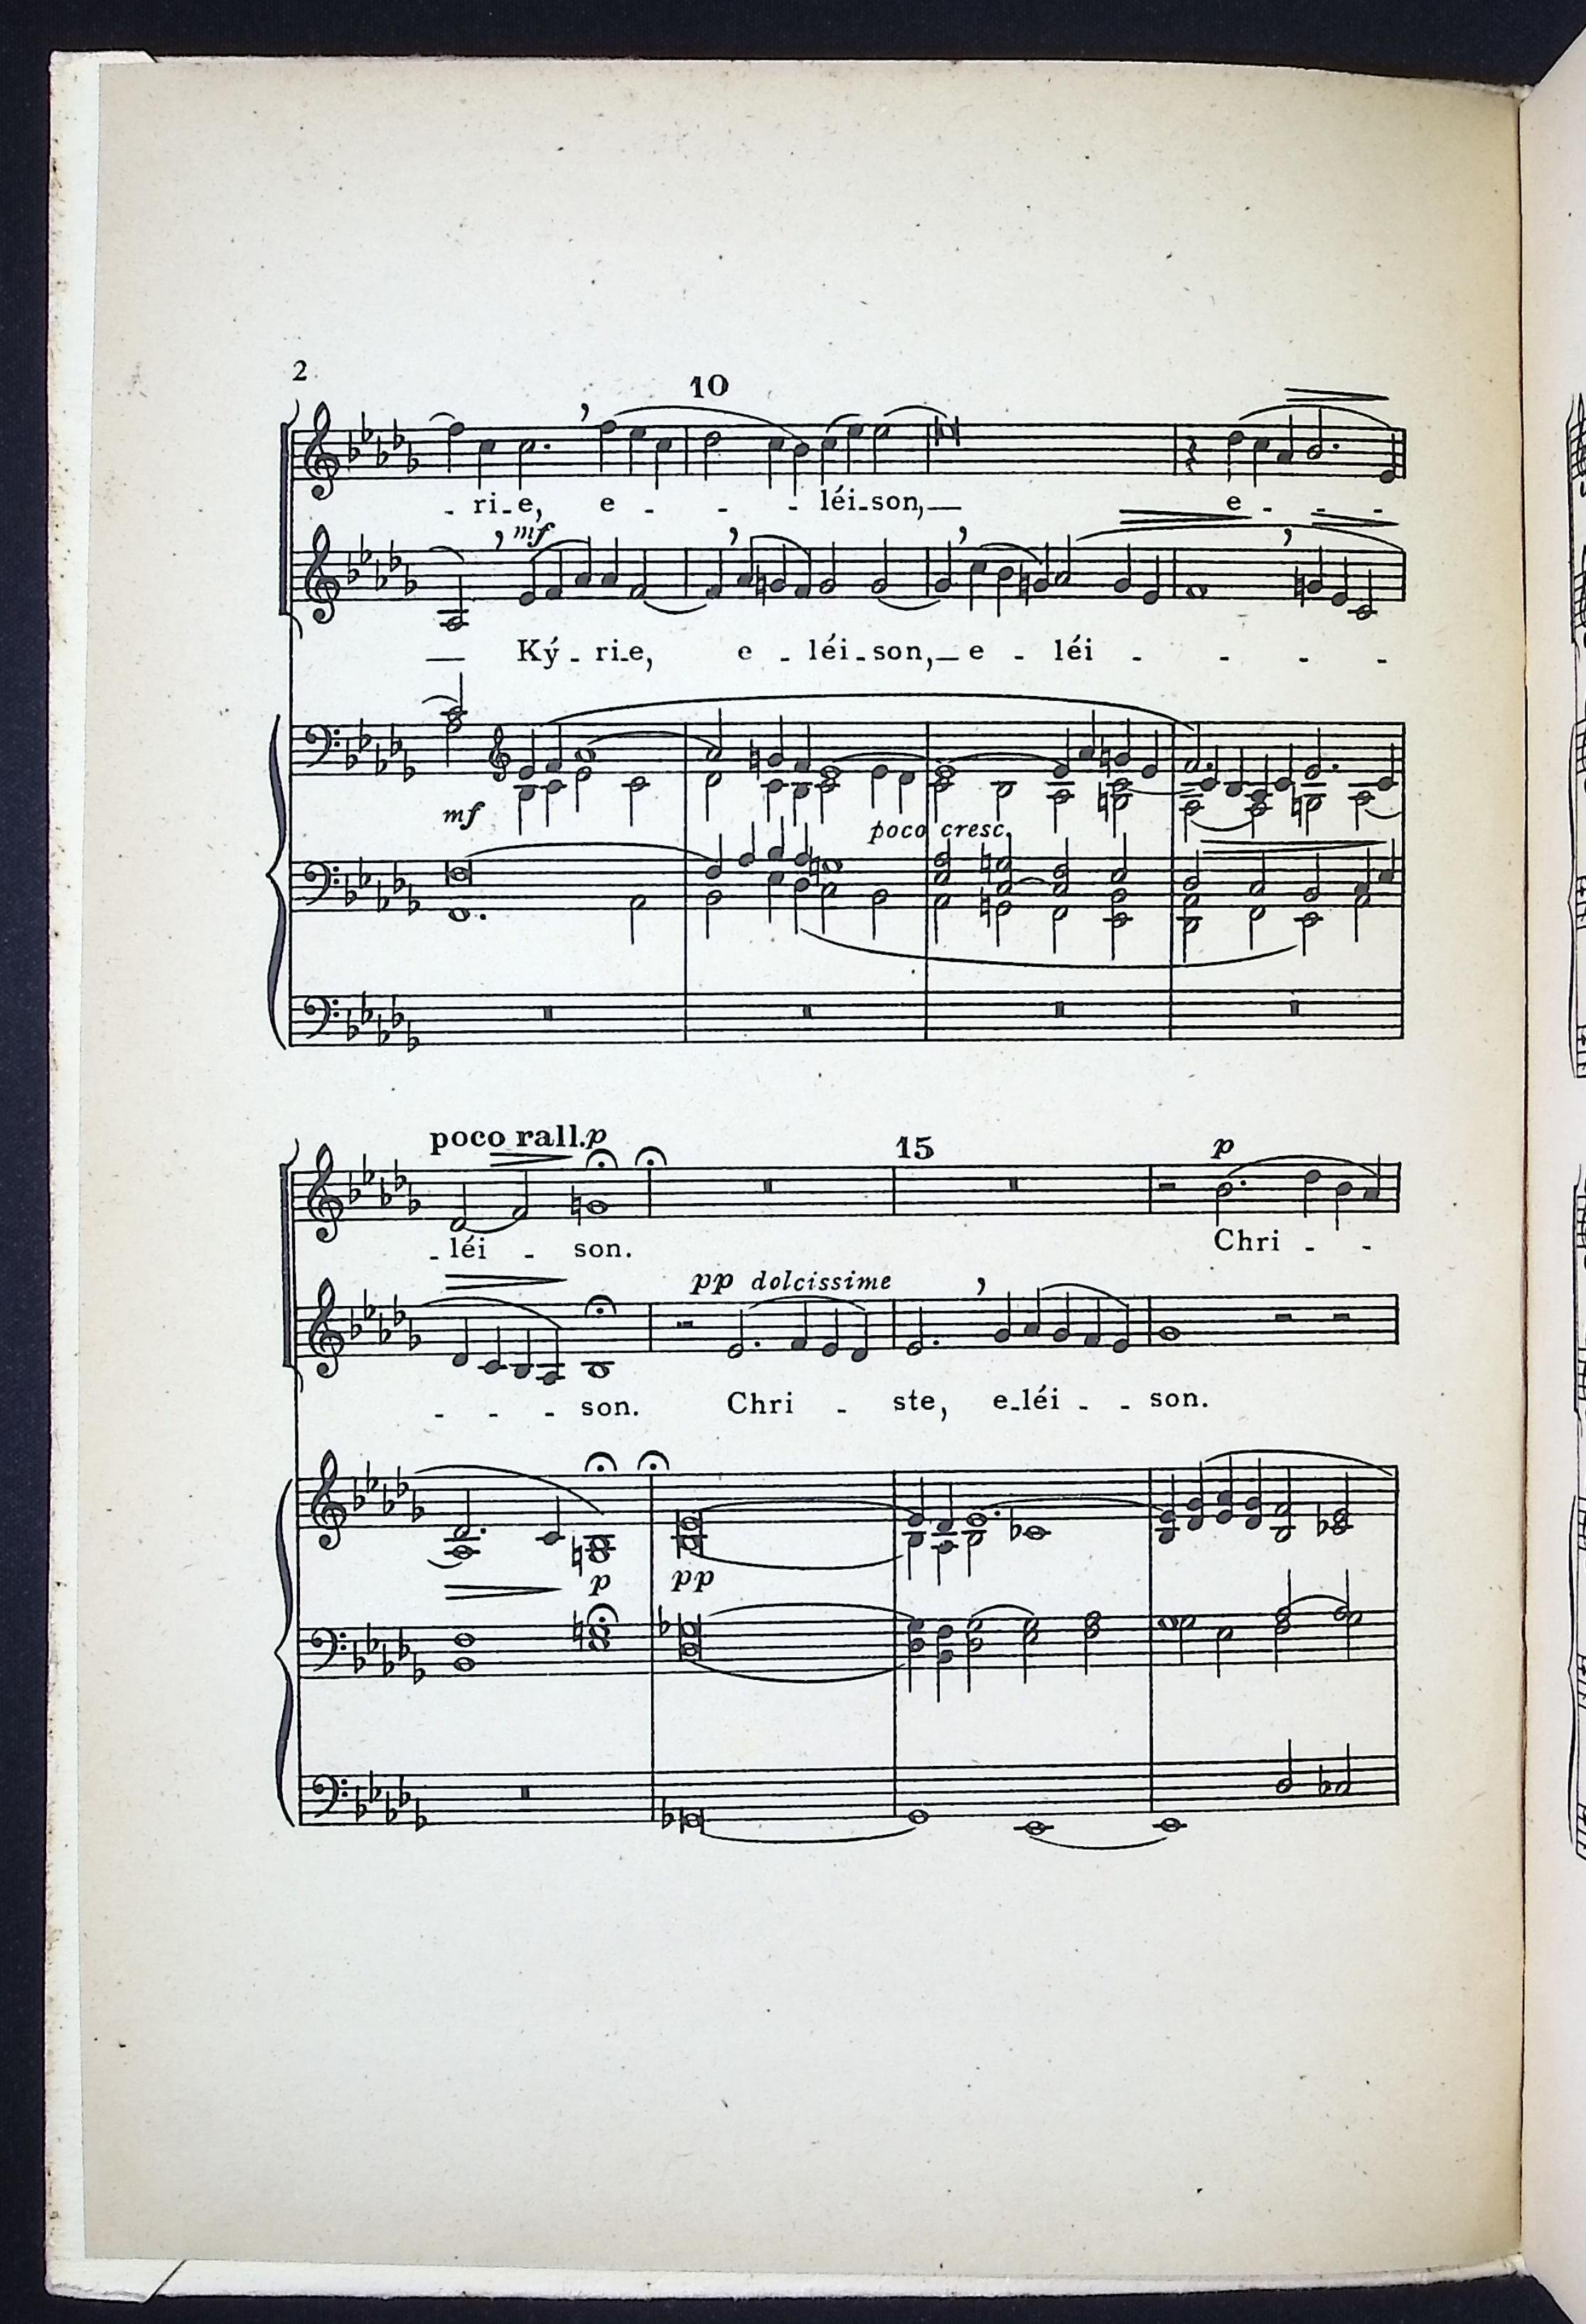 2
10
- ri-e, e - - - léi-son,— e - - -
mf
— Ký - ri-e, e - léi-son,— e - léi - - - -
mf
poco cresc.
poco rall. p
15
p
- léi - son. Chri - -
pp dolcissime
- - - son. Chri - ste, e-léi - - son.
p pp